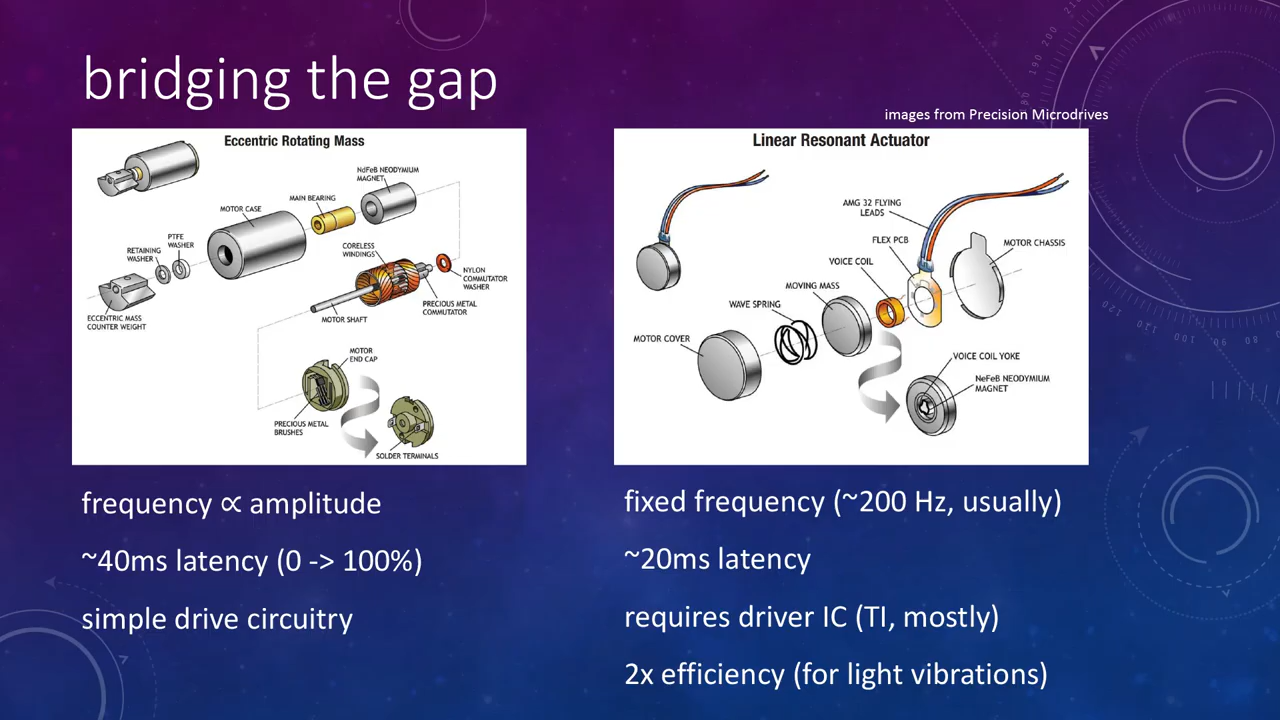 bridging the gap
images from Precision Microdrives
Eccentric Rotating Mass
NdFeB NEODYMIUM
MAGNET
MAIN BEARING
MOTOR CASE
PTFE
WASHER
RETAINING
WASHER
CORELESS
WINDINGS
NYLON
COMMUTATOR
WASHER
PRECIOUS METAL
COMMUTATOR
MOTOR SHAFT
ECCENTRIC MASS
COUNTER WEIGHT
MOTOR
END CAP
PRECIOUS METAL
BRUSHES
SOLDER TERMINALS
frequency ∝ amplitude
~40ms latency (0 -> 100%)
simple drive circuitry
Linear Resonant Actuator
AMG 32 FLYING
LEADS
FLEX PCB
MOTOR CHASSIS
VOICE COIL
MOVING MASS
WAVE SPRING
MOTOR COVER
VOICE COIL YOKE
NeFeB NEODYMIUM
MAGNET
fixed frequency (~200 Hz, usually)
~20ms latency
requires driver IC (TI, mostly)
2x efficiency (for light vibrations)